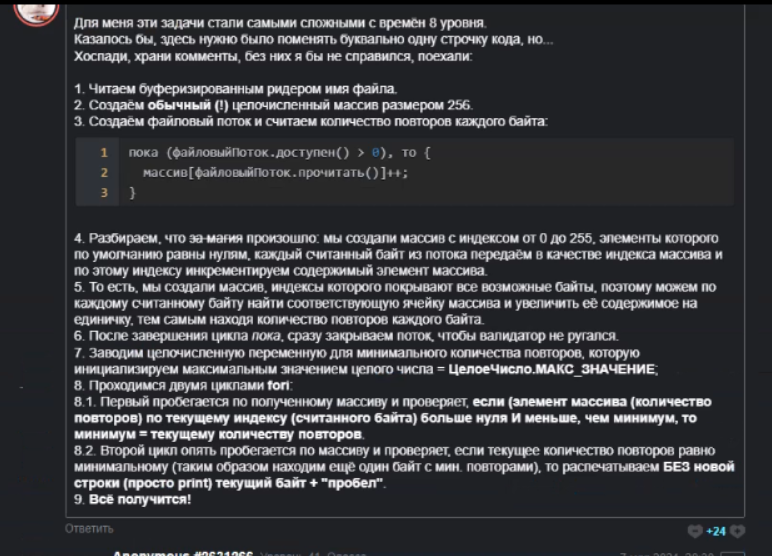 Для меня эти задачи стали самыми сложными с времён 8 уровня.
Казалось бы, здесь нужно было поменять буквально одну строчку кода, но...
Хоспади, храни комменты, без них я бы не справился, поехали:
1. Читаем буферизированным ридером имя файла.
2. Создаём обычный (!) целочисленный массив размером 256.
3. Создаём файловый поток и считаем количество повторов каждого байта:
1 пока (файловыйПоток.доступен() > 0), то {
2 массив[файловыйПоток.прочитать()]++;
3 }
4. Разбираем, что за магия произошло: мы создали массив с индексом от 0 до 255, элементы которого
по умолчанию равны нулям, каждый считанный байт из потока передаём в качестве индекса массива и
по этому индексу инкрементируем содержимый элемент массива.
5. То есть, мы создали массив, индексы которого покрывают все возможные байты, поэтому можем по
каждому считанному байту найти соответствующую ячейку массива и увеличить её содержимое на
единичку, тем самым находя количество повторов каждого байта.
6. После завершения цикла пока, сразу закрываем поток, чтобы валидатор не ругался.
7. Заводим целочисленную переменную для минимального количества повторов, которую
инициализируем максимальным значением целого числа = ЦелоеЧисло.МАКС_ЗНАЧЕНИЕ;
8. Проходимся двумя циклами fori:
8.1. Первый пробегается по полученному массиву и проверяет, если (элемент массива (количество
повторов) по текущему индексу (считанного байта) больше нуля И меньше, чем минимум, то
минимум = текущему количеству повторов.
8.2. Второй цикл опять пробегается по массиву и проверяет, если текущее количество повторов равно
минимальному (таким образом находим ещё один байт с мин. повторами), то распечатываем БЕЗ новой
строки (просто print) текущий байт + "пробел".
9. Всё получится!
Ответить
+24